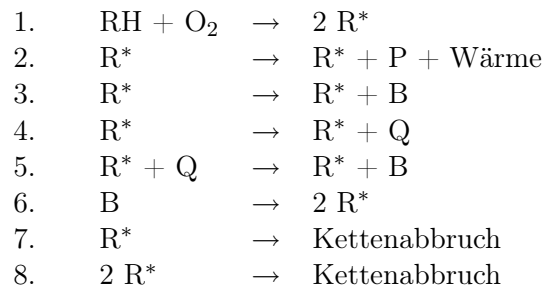 1. RH + O₂ → 2 R*
2. R* → R* + P + Wärme
3. R* → R* + B
4. R* → R* + Q
5. R* + Q → R* + B
6. B → 2 R*
7. R* → Kettenabbruch
8. 2 R* → Kettenabbruch